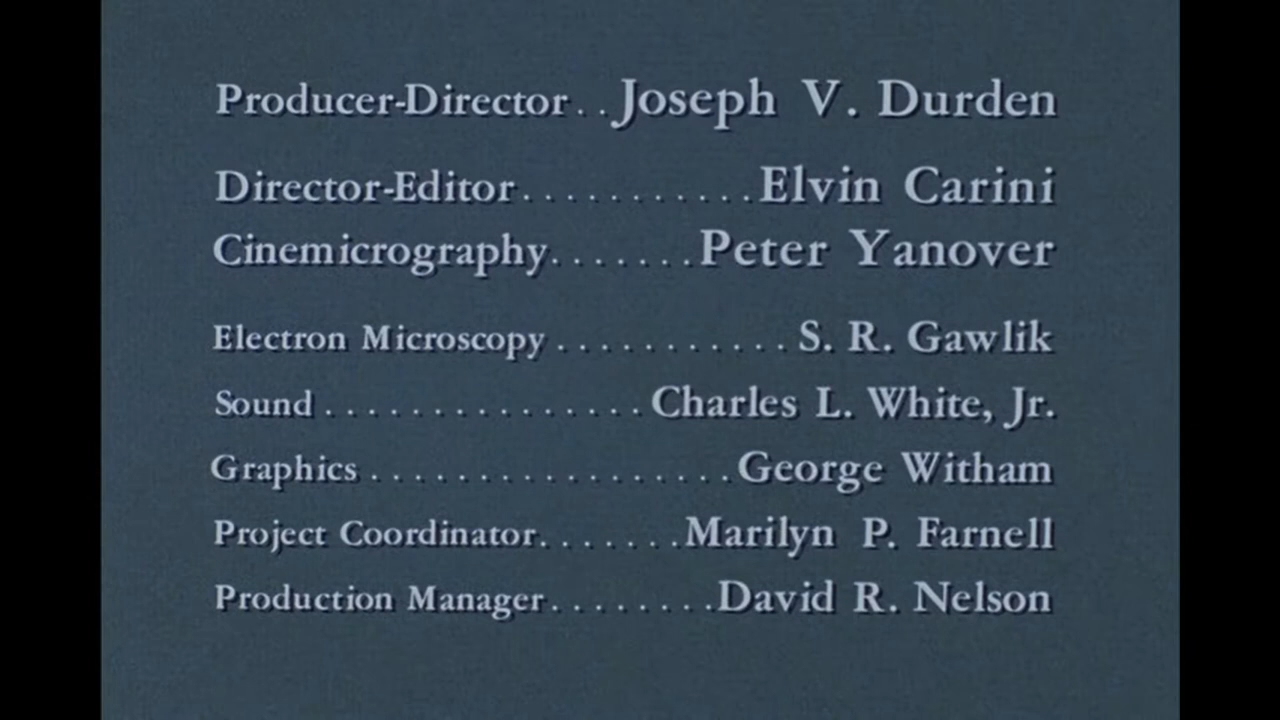 Producer-Director . . Joseph V. Durden
Director-Editor . . . . . . . . . . . Elvin Carini
Cinemicrography . . . . . . . Peter Yanover
Electron Microscopy . . . . . . . . . . . S. R. Gawlik
Sound . . . . . . . . . . . . . . . Charles L. White, Jr.
Graphics . . . . . . . . . . . . . . . . . George Witham
Project Coordinator . . . . . . . Marilyn P. Farnell
Production Manager . . . . . . . . David R. Nelson